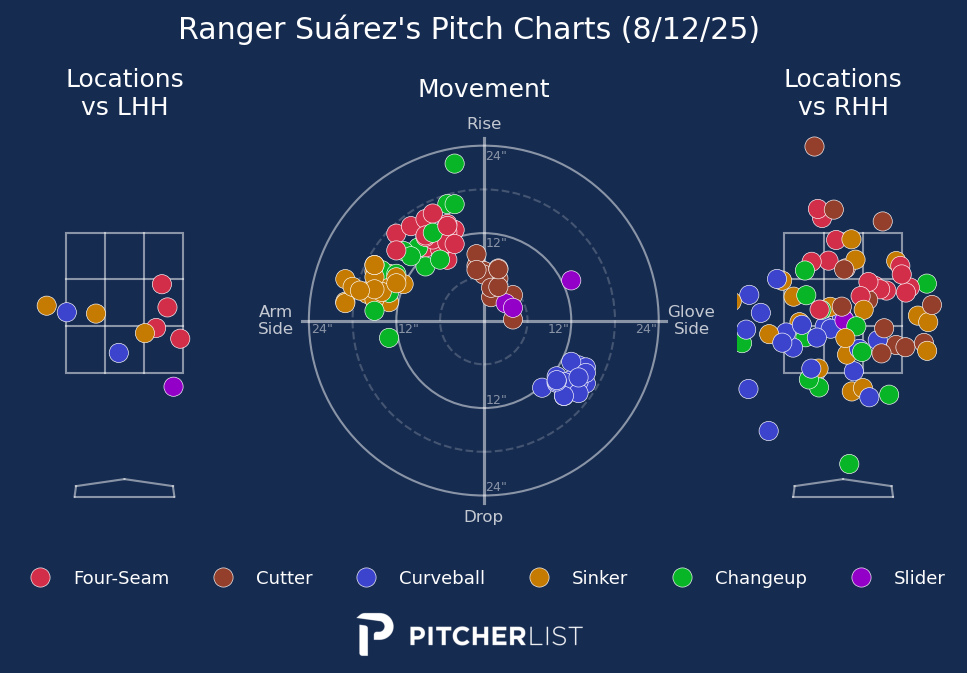 Ranger Suárez's Pitch Charts (8/12/25)
Locations
vs LHH
Movement
Locations
vs RHH
Rise
24"
12"
Arm
Side
24"
12"
12"
24"
Glove
Side
12"
24"
Drop
Four-Seam
Cutter
Curveball
Sinker
Changeup
Slider
PITCHERLIST